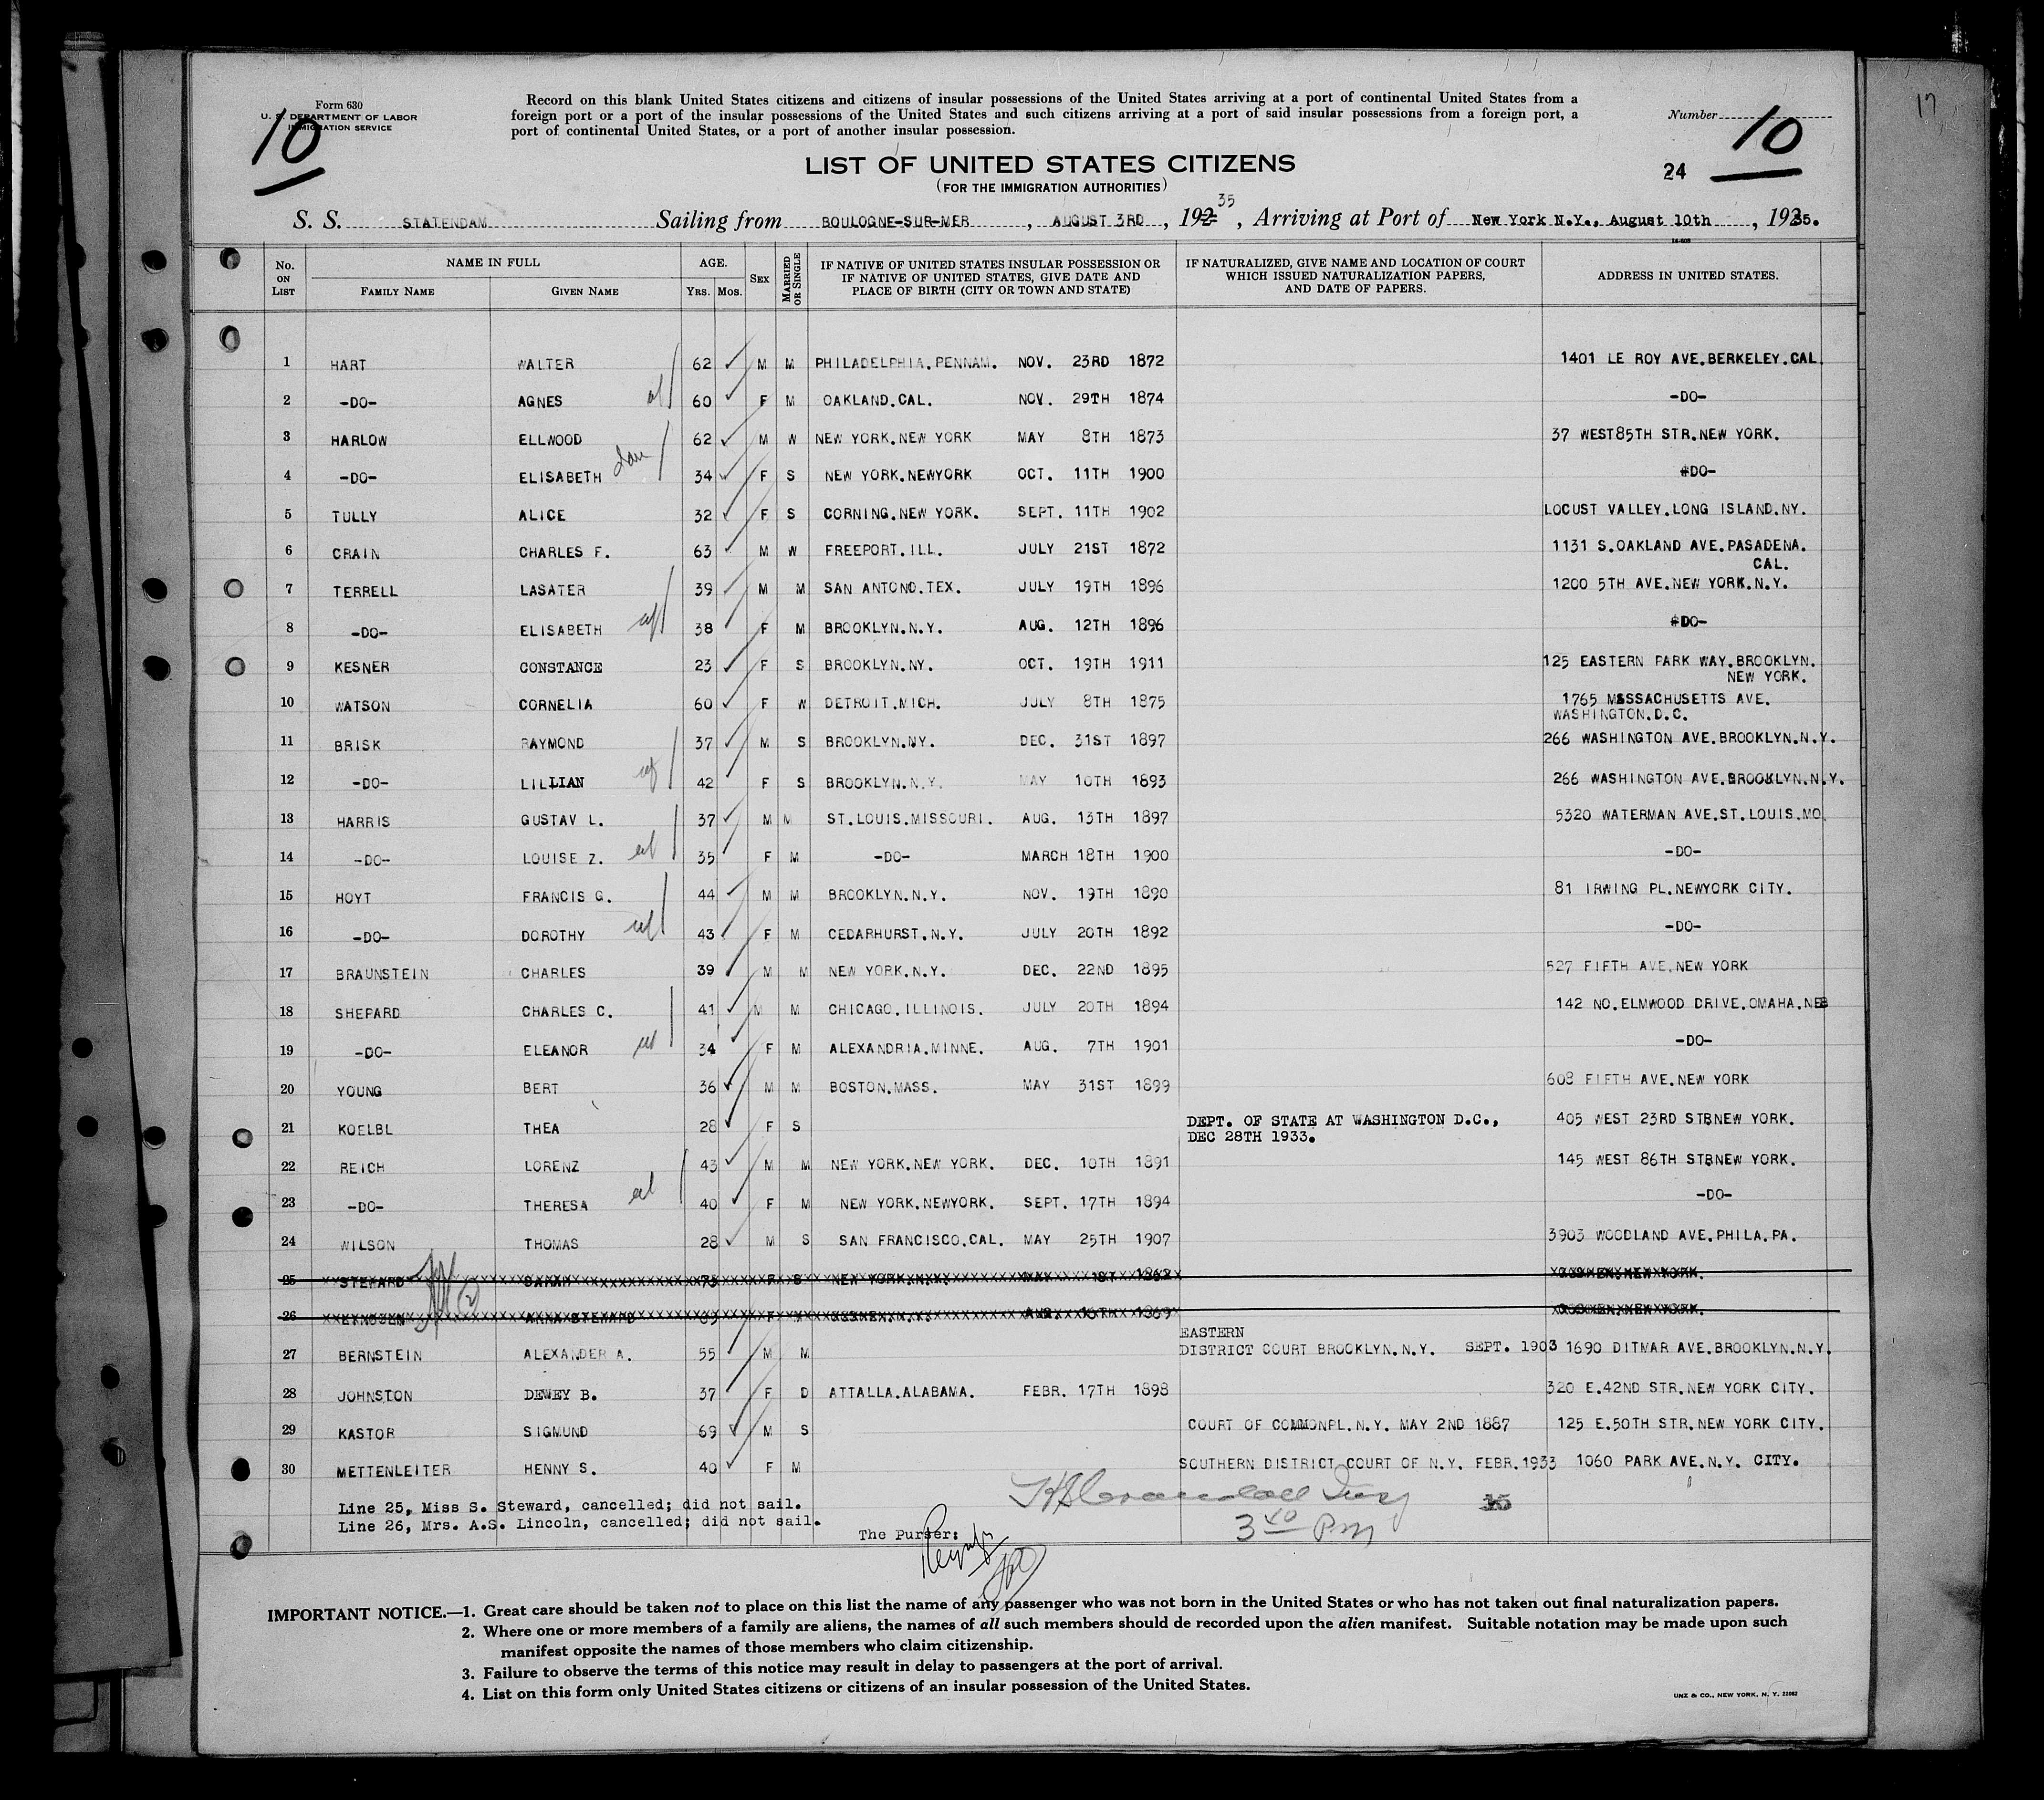 Form 630
U. S. DEPARTMENT OF LABOR
IMMIGRATION SERVICE
10
Record on this blank United States citizens and citizens of insular possessions of the United States arriving at a port of continental United States from a
foreign port or a port of the insular possessions of the United States and such citizens arriving at a port of said insular possessions from a foreign port, a
port of continental United States, or a port of another insular possession.
Number 10
17
LIST OF UNITED STATES CITIZENS
(FOR THE IMMIGRATION AUTHORITIES)
24
S. S. STATENDAM Sailing from BOULOGNE-SUR-MER, AUGUST 3RD, 192 35, Arriving at Port of New York N.Y., August 10th, 1935.
14-508
No. ON LIST NAME IN FULL FAMILY NAME GIVEN NAME AGE. YRS. MOS. SEX MARRIED OR SINGLE IF NATIVE OF UNITED STATES INSULAR POSSESSION OR IF NATIVE OF UNITED STATES, GIVE DATE AND PLACE OF BIRTH (CITY OR TOWN AND STATE) IF NATURALIZED, GIVE NAME AND LOCATION OF COURT WHICH ISSUED NATURALIZATION PAPERS, AND DATE OF PAPERS. ADDRESS IN UNITED STATES.
1 HART WALTER 62 M M PHILADELPHIA.PENNAM. NOV. 23RD 1872 1401 LE ROY AVE.BERKELEY.CAL
2 -DO- AGNES 60 F M OAKLAND.CAL. NOV. 29TH 1874 -DO-
3 HARLOW ELLWOOD 62 M W NEW YORK.NEW YORK MAY 8TH 1873 37 WEST85TH STR.NEW YORK.
4 -DO- ELISABETH 34 F S NEW YORK.NEWYORK OCT. 11TH 1900 -DO-
5 TULLY ALICE 32 F S CORNING.NEW YORK. SEPT. 11TH 1902 LOCUST VALLEY.LONG ISLAND.NY.
6 CRAIN CHARLES F. 63 M W FREEPORT.ILL. JULY 21ST 1872 1131 S.OAKLAND AVE.PASADENA.
CAL.
7 TERRELL LASATER 39 M M SAN ANTONO.TEX. JULY 19TH 1896 1200 5TH AVE.NEW YORK.N.Y.
8 -DO- ELISABETH 38 F M BROOKLYN.N.Y. AUG. 12TH 1896 -DO-
9 KESNER CONSTANCE 23 F S BROOKLYN.NY. OCT. 19TH 1911 125 EASTERN PARK WAY.BROOKLYN.
NEW YORK.
10 WATSON CORNELIA 60 F W DETROIT.MICH. JULY 8TH 1875 1765 MASSACHUSETTS AVE.
WASHINGTON.D.C.
11 BRISK RAYMOND 37 M S BROOKLYN.NY. DEC. 31ST 1897 266 WASHINGTON AVE.BROOKLYN.N.Y.
12 -DO- LILLIAN 42 F S BROOKLYN.N.Y. MAY 10TH 1893 266 WASHINGTON AVE.BROOKLYN.N.Y.
13 HARRIS GUSTAV L. 37 M M ST.LOUIS.MISSOURI. AUG. 13TH 1897 5320 WATERMAN AVE.ST.LOUIS.MO
14 -DO- LOUISE Z. 35 F M -DO- MARCH 18TH 1900 -DO-
15 HOYT FRANCIS G. 44 M M BROOKLYN.N.Y. NOV. 19TH 1890 81 IRWING PL.NEWYORK CITY.
16 -DO- DOROTHY 43 F M CEDARHURST.N.Y. JULY 20TH 1892 -DO-
17 BRAUNSTEIN CHARLES 39 M M NEW YORK.N.Y. DEC. 22ND 1895 527 FIFTH AVE.NEW YORK
18 SHEPARD CHARLES C. 41 M M CHICAGO.ILLINOIS. JULY 20TH 1894 142 NO.ELMWOOD DRIVE.OMAHA.NEB
19 -DO- ELEANOR 34 F M ALEXANDRIA.MINNE. AUG. 7TH 1901 -DO-
20 YOUNG BERT 36 M M BOSTON.MASS. MAY 31ST 1899 608 FIFTH AVE.NEW YORK
21 KOELBL THEA 28 F S DEPT. OF STATE AT WASHINGTON D.C., 405 WEST 23RD STRNEW YORK.
DEC 28TH 1933.
22 REICH LORENZ 43 M M NEW YORK.NEW YORK. DEC. 10TH 1891 145 WEST 86TH STRNEW YORK.
23 -DO- THERESA 40 F M NEW YORK.NEWYORK. SEPT. 17TH 1894 -DO-
24 WILSON THOMAS 28 M S SAN FRANCISCO.CAL. MAY 25TH 1907 3903 WOODLAND AVE.PHILA.PA.
25 SARAH 73 F S NEW YORK.N.Y. MAY 1ST 1862
26 ANNA STEWARD F AUG. 16TH 1869
27 BERNSTEIN ALEXANDER A. 55 M M EASTERN
DISTRICT COURT BROOKLYN.N.Y. SEPT. 1903 1690 DITMAR AVE.BROOKLYN.N.Y.
28 JOHNSTON DEWEY B. 37 F D ATTALLA.ALABAMA. FEBR. 17TH 1898 320 E.42ND STR.NEW YORK CITY.
29 KASTOR SIGMUND 69 M S COURT OF COMMONPL.N.Y. MAY 2ND 1887 125 E.50TH STR.NEW YORK CITY.
30 METTENLEITER HENNY S. 40 F M SOUTHERN DISTRICT COURT OF N.Y. FEBR.1933 1060 PARK AVE.N.Y. CITY.
Line 25, Miss S. Steward, cancelled; did not sail.
Line 26, Mrs. A.S. Lincoln, cancelled; did not sail.
The Purser:
3 40 PM
IMPORTANT NOTICE.—1. Great care should be taken not to place on this list the name of any passenger who was not born in the United States or who has not taken out final naturalization papers.
2. Where one or more members of a family are aliens, the names of all such members should de recorded upon the alien manifest. Suitable notation may be made upon such
manifest opposite the names of those members who claim citizenship.
3. Failure to observe the terms of this notice may result in delay to passengers at the port of arrival.
4. List on this form only United States citizens or citizens of an insular possession of the United States.
UNZ & CO., NEW YORK, N. Y. 22082